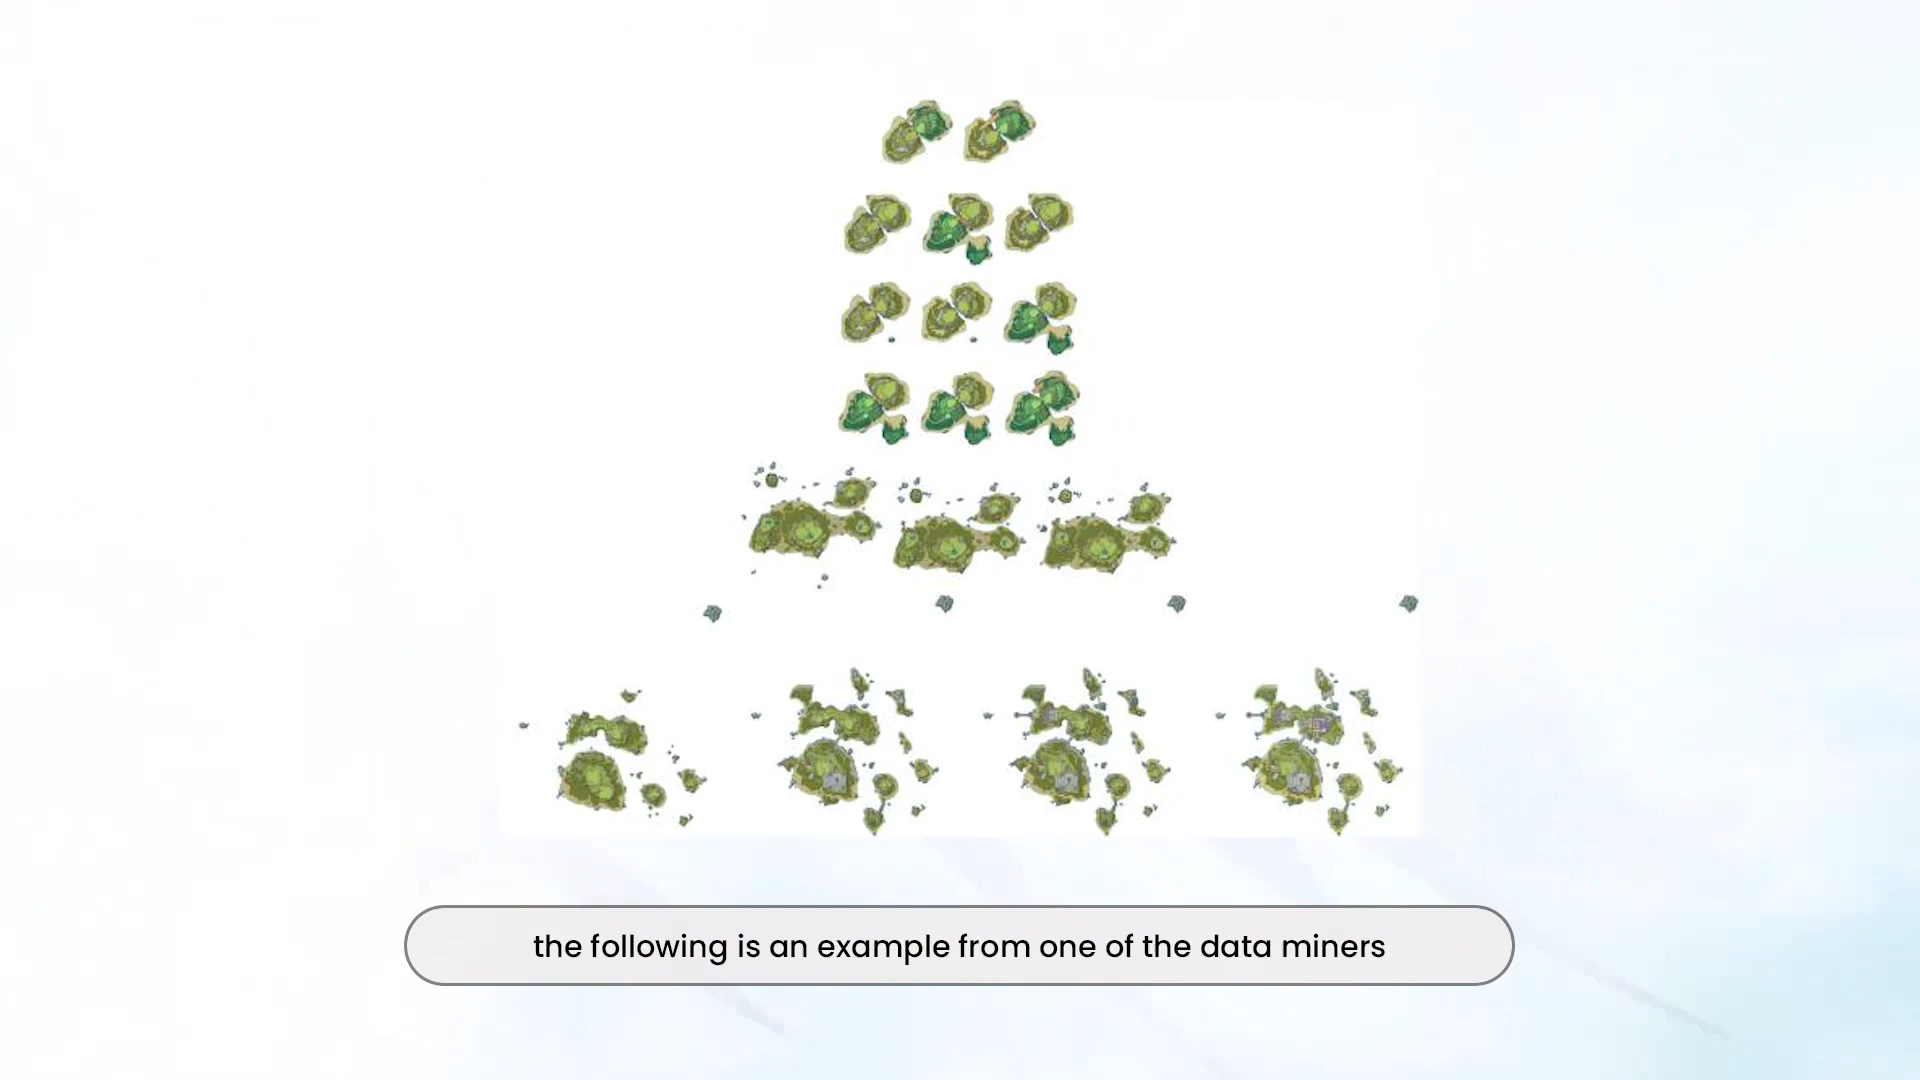 the following is an example from one of the data miners